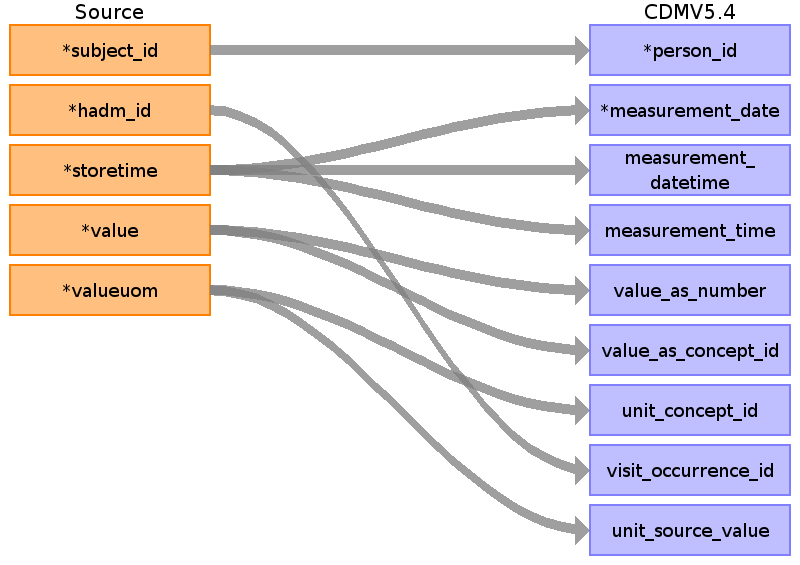 Source
CDMV5.4
*subject_id
*person_id
*hadm_id
*measurement_date
*storetime
measurement_
datetime
*value
measurement_time
*valueuom
value_as_number
value_as_concept_id
unit_concept_id
visit_occurrence_id
unit_source_value